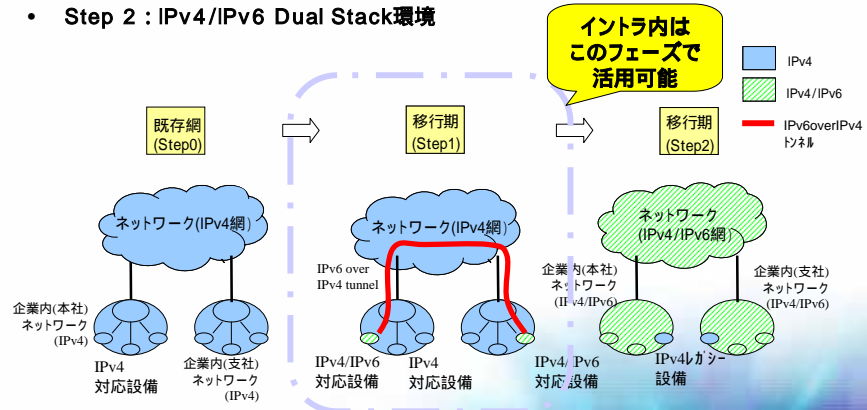 • Step 2 : IPv4/IPv6 Dual Stack環境
イントラ内は
このフェーズで
活用可能
IPv4
IPv4/IPv6
IPv6overIPv4
トンネル
既存網
(Step0)
移行期
(Step1)
移行期
(Step2)
ネットワーク(IPv4網)
ネットワーク(IPv4網)
ネットワーク
(IPv4/IPv6網)
IPv6 over
IPv4 tunnel
企業内(本社)
ネットワーク
(IPv4/IPv6)
企業内(支社)
ネットワーク
(IPv4/IPv6)
企業内(本社)
ネットワーク
(IPv4)
IPv4
対応設備
企業内(支社)
ネットワーク
(IPv4)
IPv4/IPv6
対応設備
IPv4
対応設備
IPv4/IPv6
対応設備
IPv4レガシー
設備